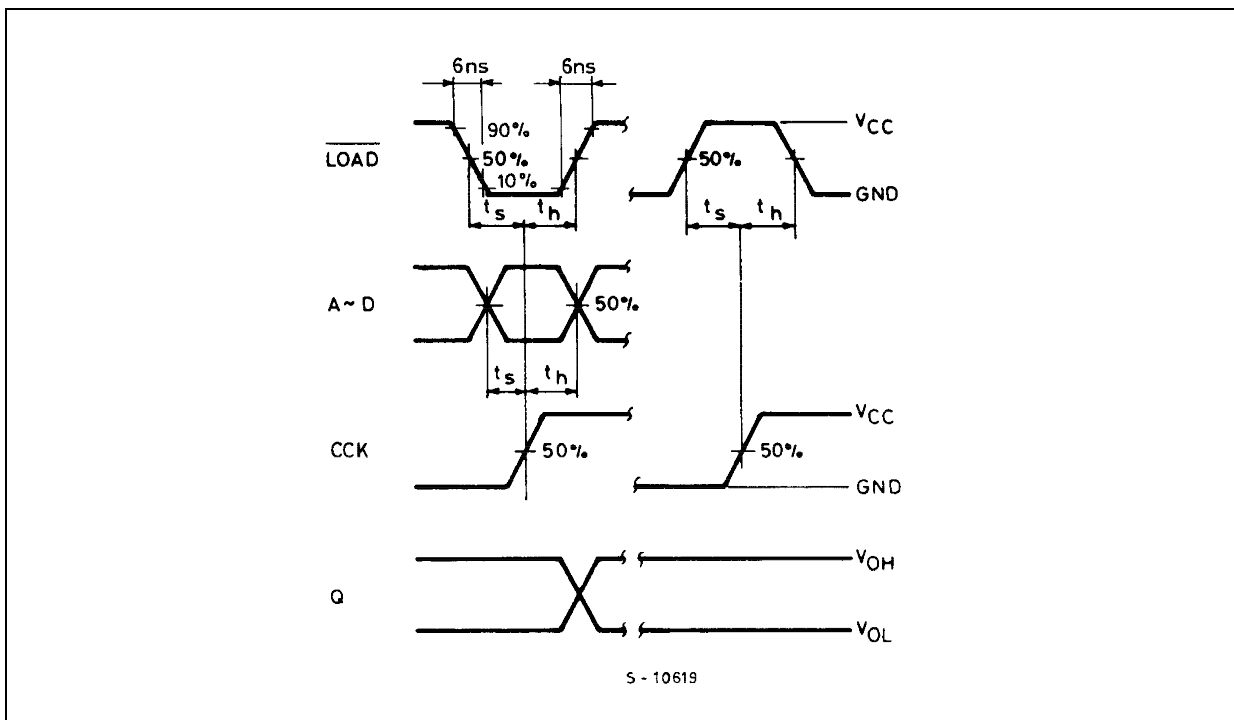 6ns 6ns
90% VCC
LOAD 50% 50%
10% GND
ts th ts th
A~D 50%
ts th
VCC
CCK 50% 50%
GND
VOH
Q
VOL
S - 10619